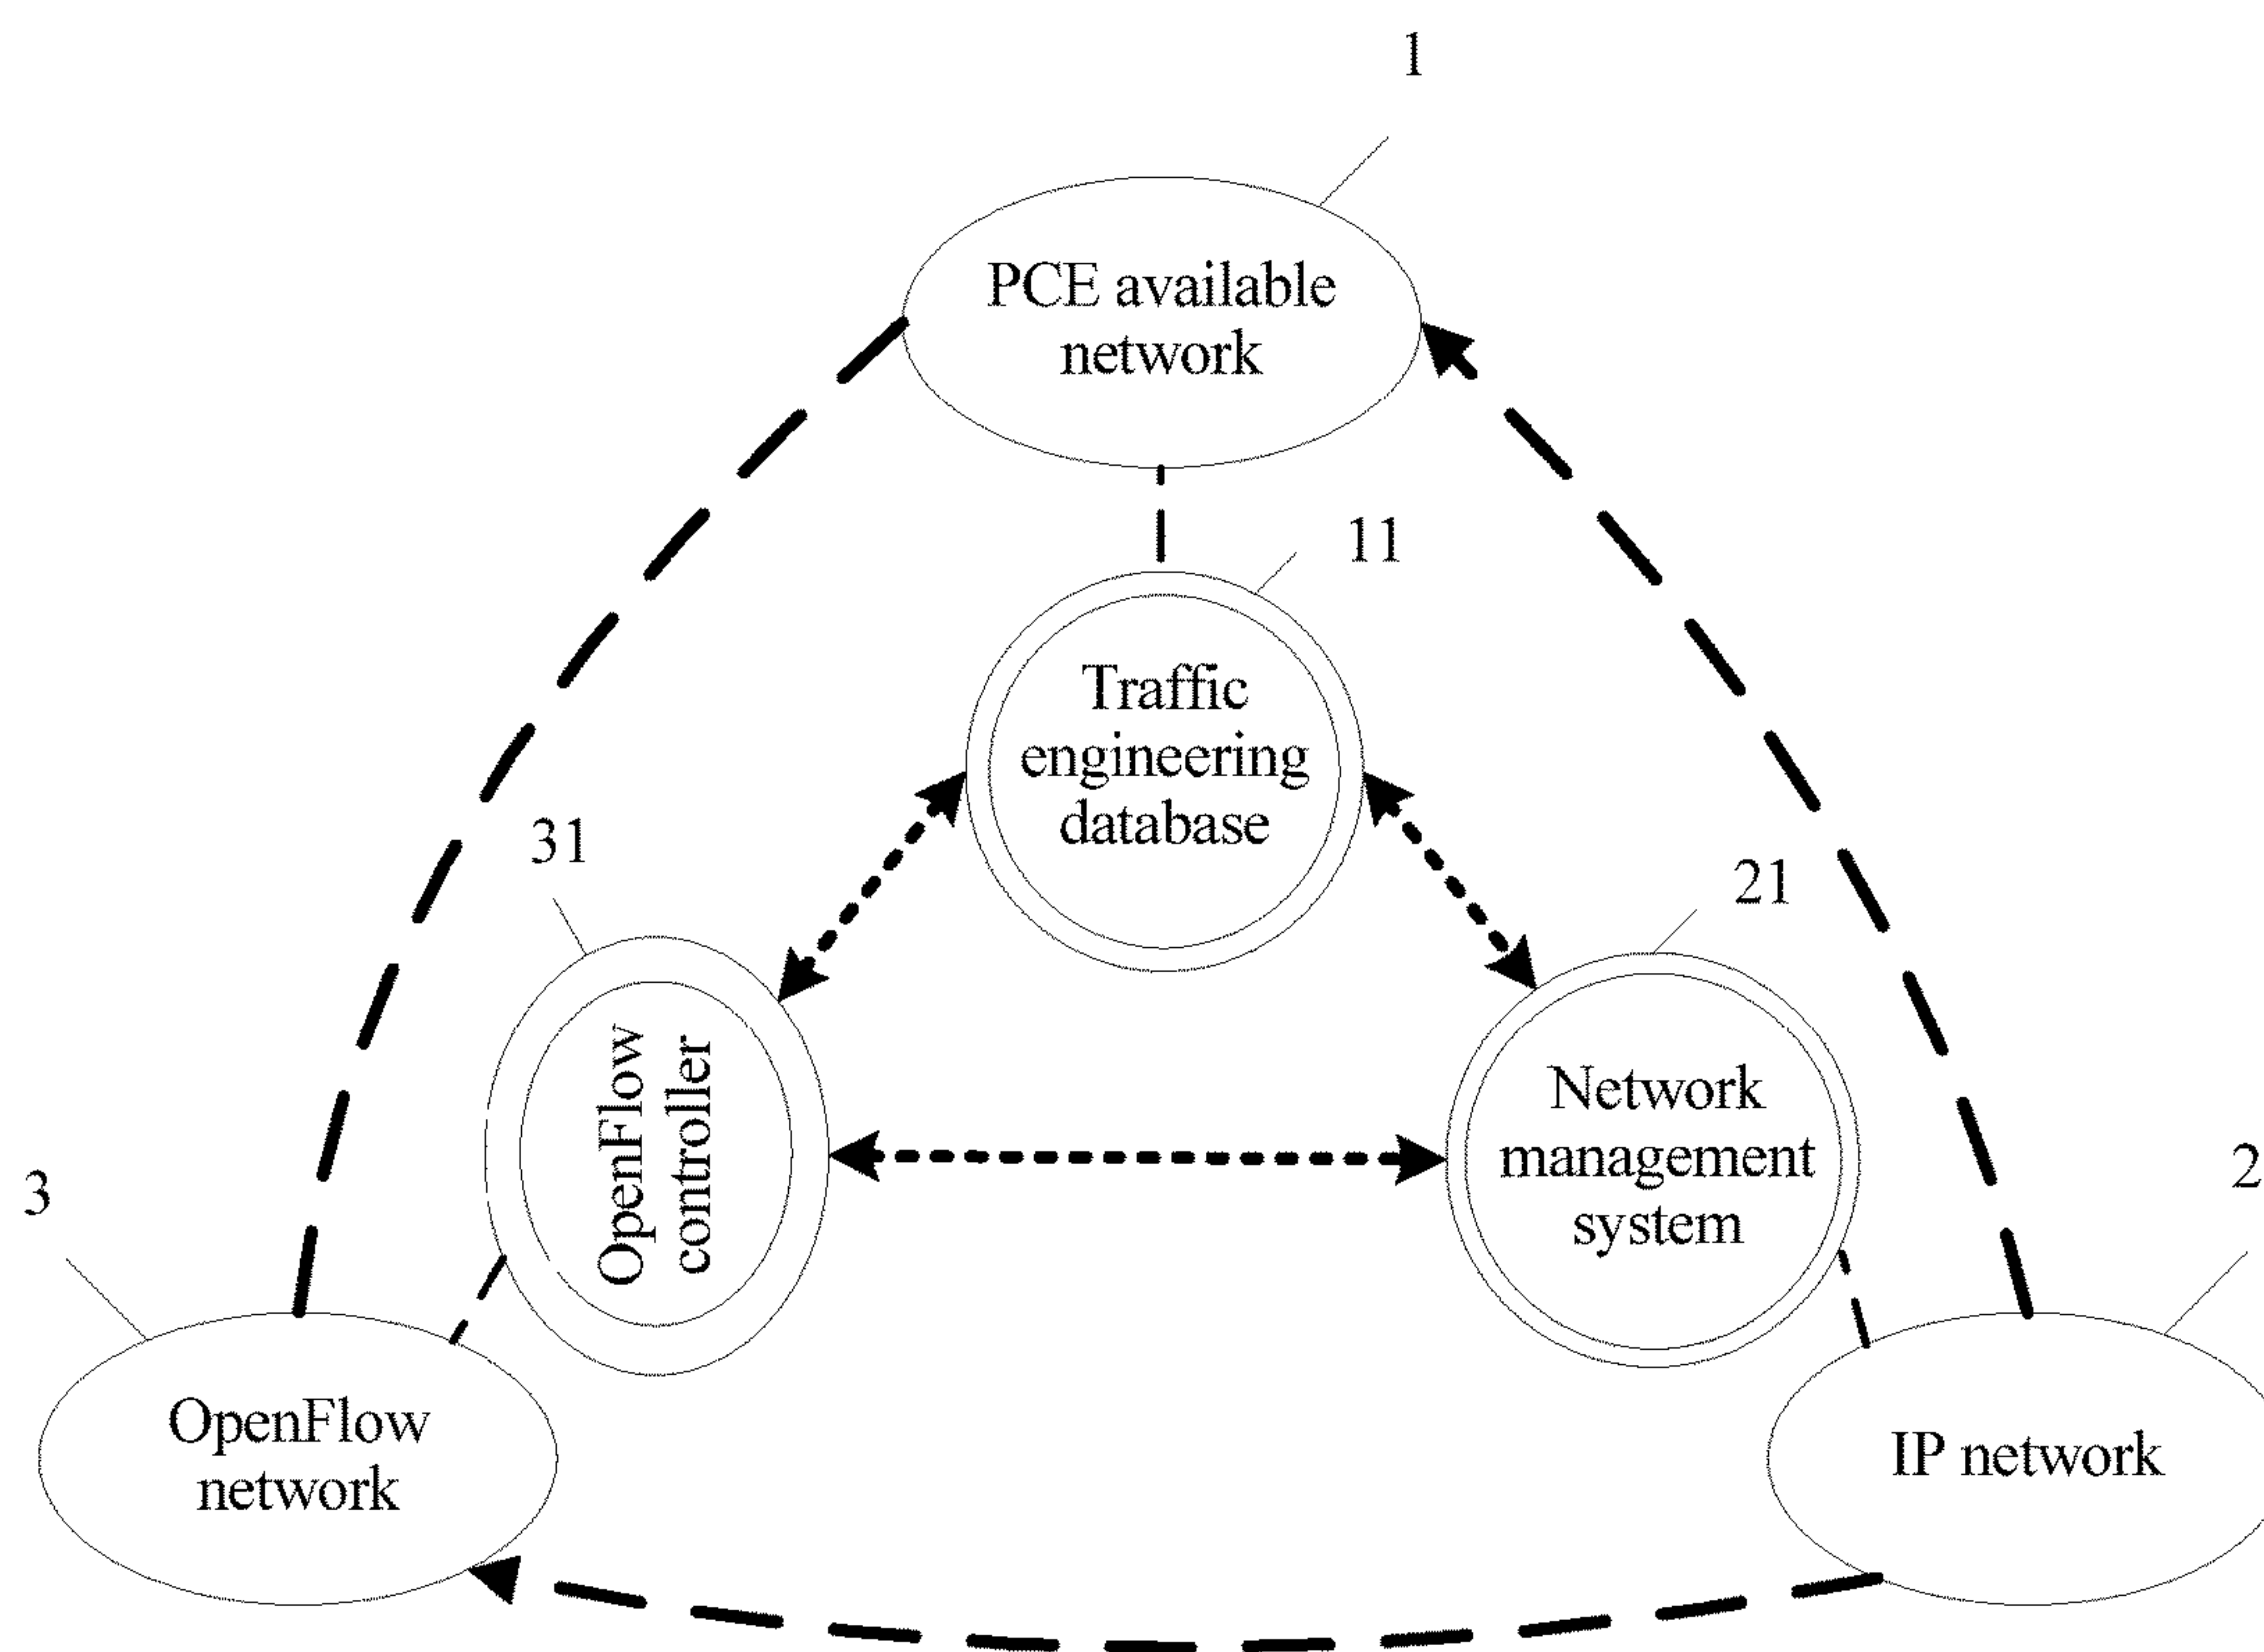 1
PCE available
network
11
Traffic
engineering
database
31
21
OpenFlow
controller
Network
management
system
3
2
OpenFlow
network
IP network